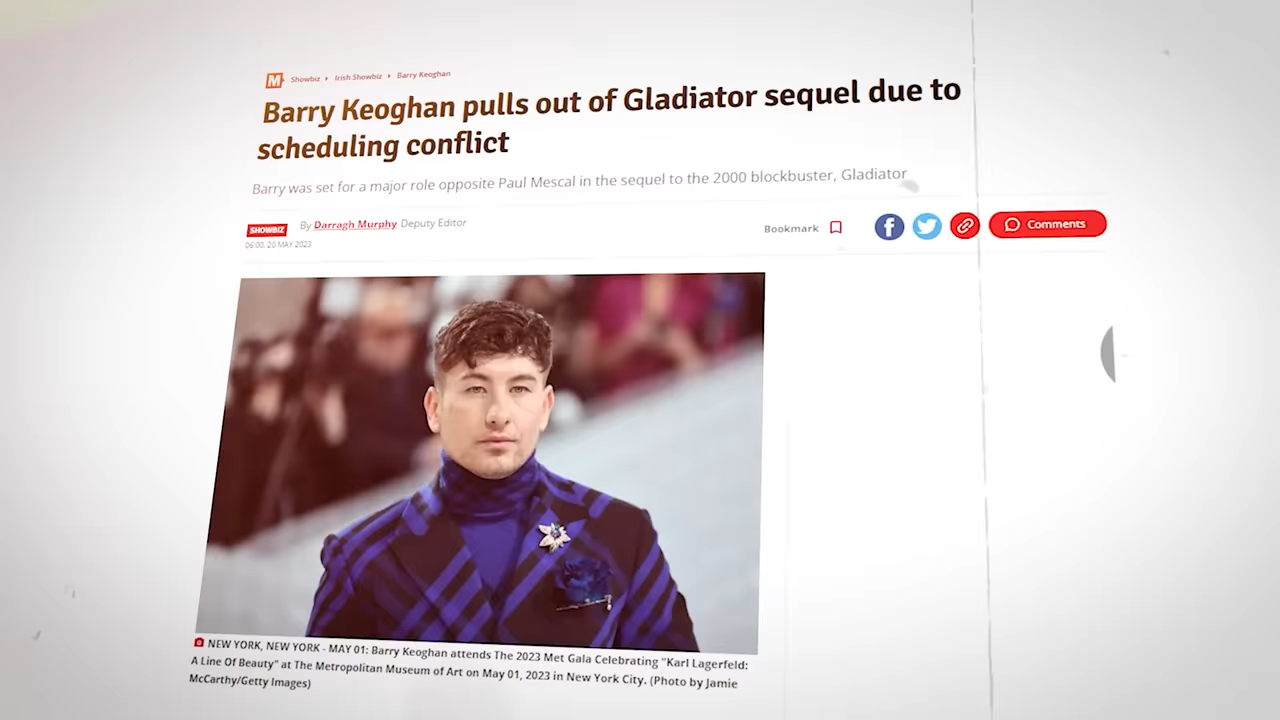 M Showbiz ▸ Irish Showbiz ▸ Barry Keoghan
Barry Keoghan pulls out of Gladiator sequel due to
scheduling conflict
Barry was set for a major role opposite Paul Mescal in the sequel to the 2000 blockbuster, Gladiator
SHOWBIZ By Darragh Murphy Deputy Editor
06:00, 20 MAY 2023
Bookmark f Comments
NEW YORK, NEW YORK - MAY 01: Barry Keoghan attends The 2023 Met Gala Celebrating "Karl Lagerfeld:
A Line Of Beauty" at The Metropolitan Museum of Art on May 01, 2023 in New York City. (Photo by Jamie
McCarthy/Getty Images)